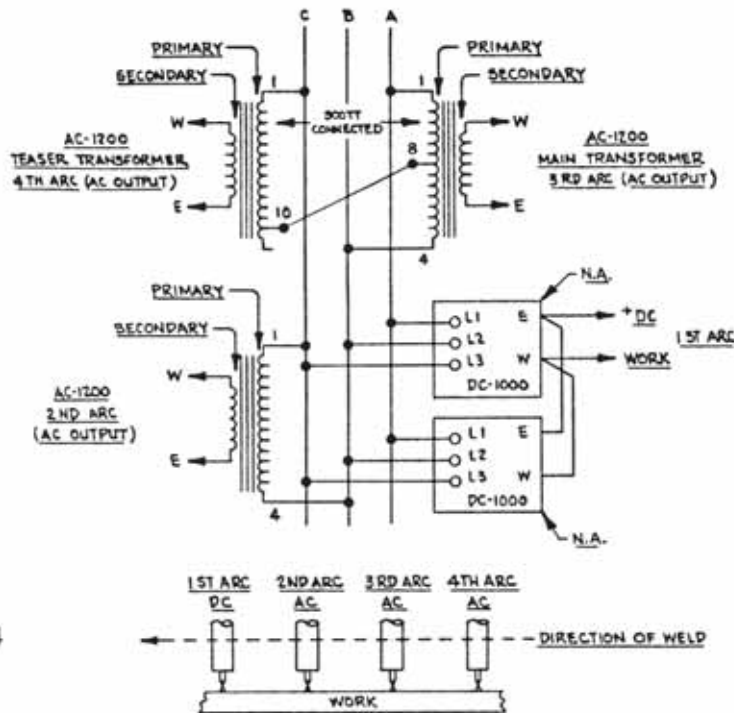 C B A
PRIMARY
SECONDARY
1
W
AC-1200
TEASER TRANSFORMER
4TH ARC (AC OUTPUT)
E
10
SCOTT
CONNECTED
PRIMARY
SECONDARY
1
8
W
AC-1200
MAIN TRANSFORMER
3RD ARC (AC OUTPUT)
E
4
PRIMARY
SECONDARY
1
W
AC-1200
2ND ARC
(AC OUTPUT)
E
4
N.A.
L1 E
L2
L3 W
DC-1000
+DC
1ST ARC
WORK
L1 E
L2
L3 W
DC-1000
N.A.
1ST ARC 2ND ARC 3RD ARC 4TH ARC
DC AC AC AC
DIRECTION OF WELD
WORK